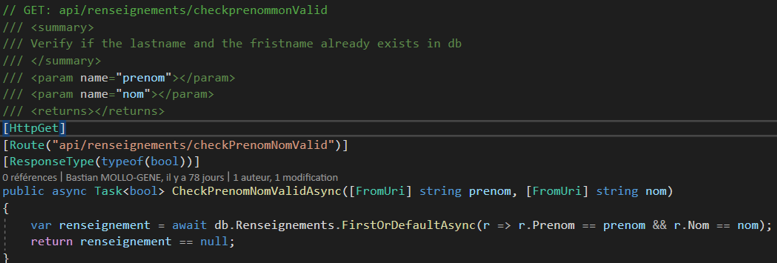 // GET: api/renseignements/checkprenommonValid
/// <summary>
/// Verify if the lastname and the fristname already exists in db
/// </summary>
/// <param name="prenom"></param>
/// <param name="nom"></param>
/// <returns></returns>
[HttpGet]
[Route("api/renseignements/checkPrenomNomValid")]
[ResponseType(typeof(bool))]
0 références | Bastian MOLLO-GENE, il y a 78 jours | 1 auteur, 1 modification
public async Task<bool> CheckPrenomNomValidAsync([FromUri] string prenom, [FromUri] string nom)
{
var renseignement = await db.Renseignements.FirstOrDefaultAsync(r => r.Prenom == prenom && r.Nom == nom);
return renseignement == null;
}